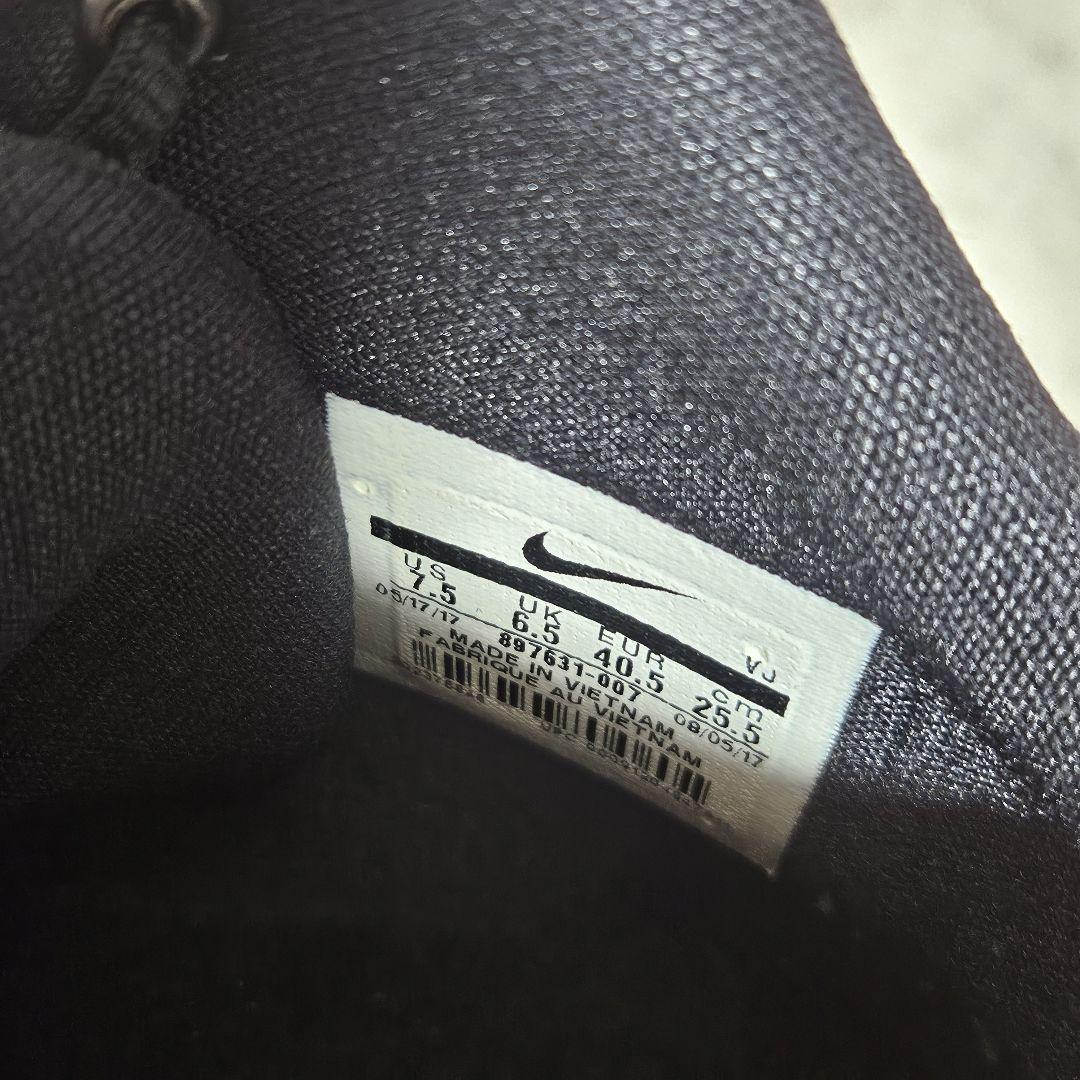 VJ
US UK EUR cm
7.5 6.5 40.5 25.5
05/17/17 897631-007 08/05/17
MADE IN VIETNAM
FABRIQUE AU VIETNAM
UPC